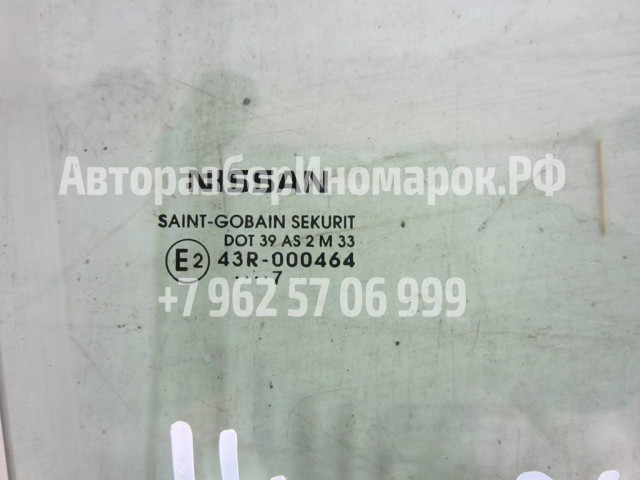 АвторазборИномарок.РФ
NISSAN
SAINT-GOBAIN SEKURIT
DOT 39 AS 2 M 33
E2 43R-000464
....7
+7 962 57 06 999